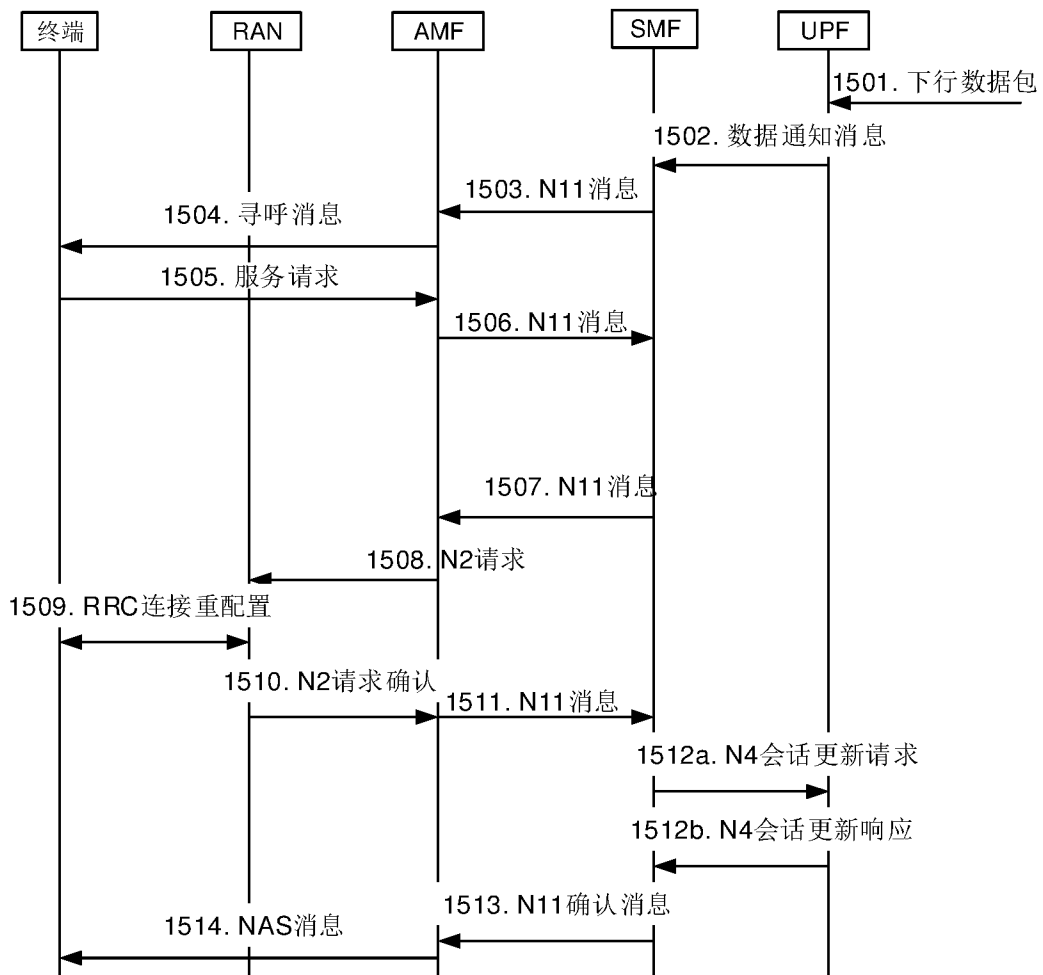 终端
RAN
AMF
SMF
UPF
1501. 下行数据包
1502. 数据通知消息
1503. N11消息
1504. 寻呼消息
1505. 服务请求
1506. N11消息
1507. N11消息
1508. N2请求
1509. RRC连接重配置
1510. N2请求确认
1511. N11消息
1512a. N4会话更新请求
1512b. N4会话更新响应
1513. N11确认消息
1514. NAS消息